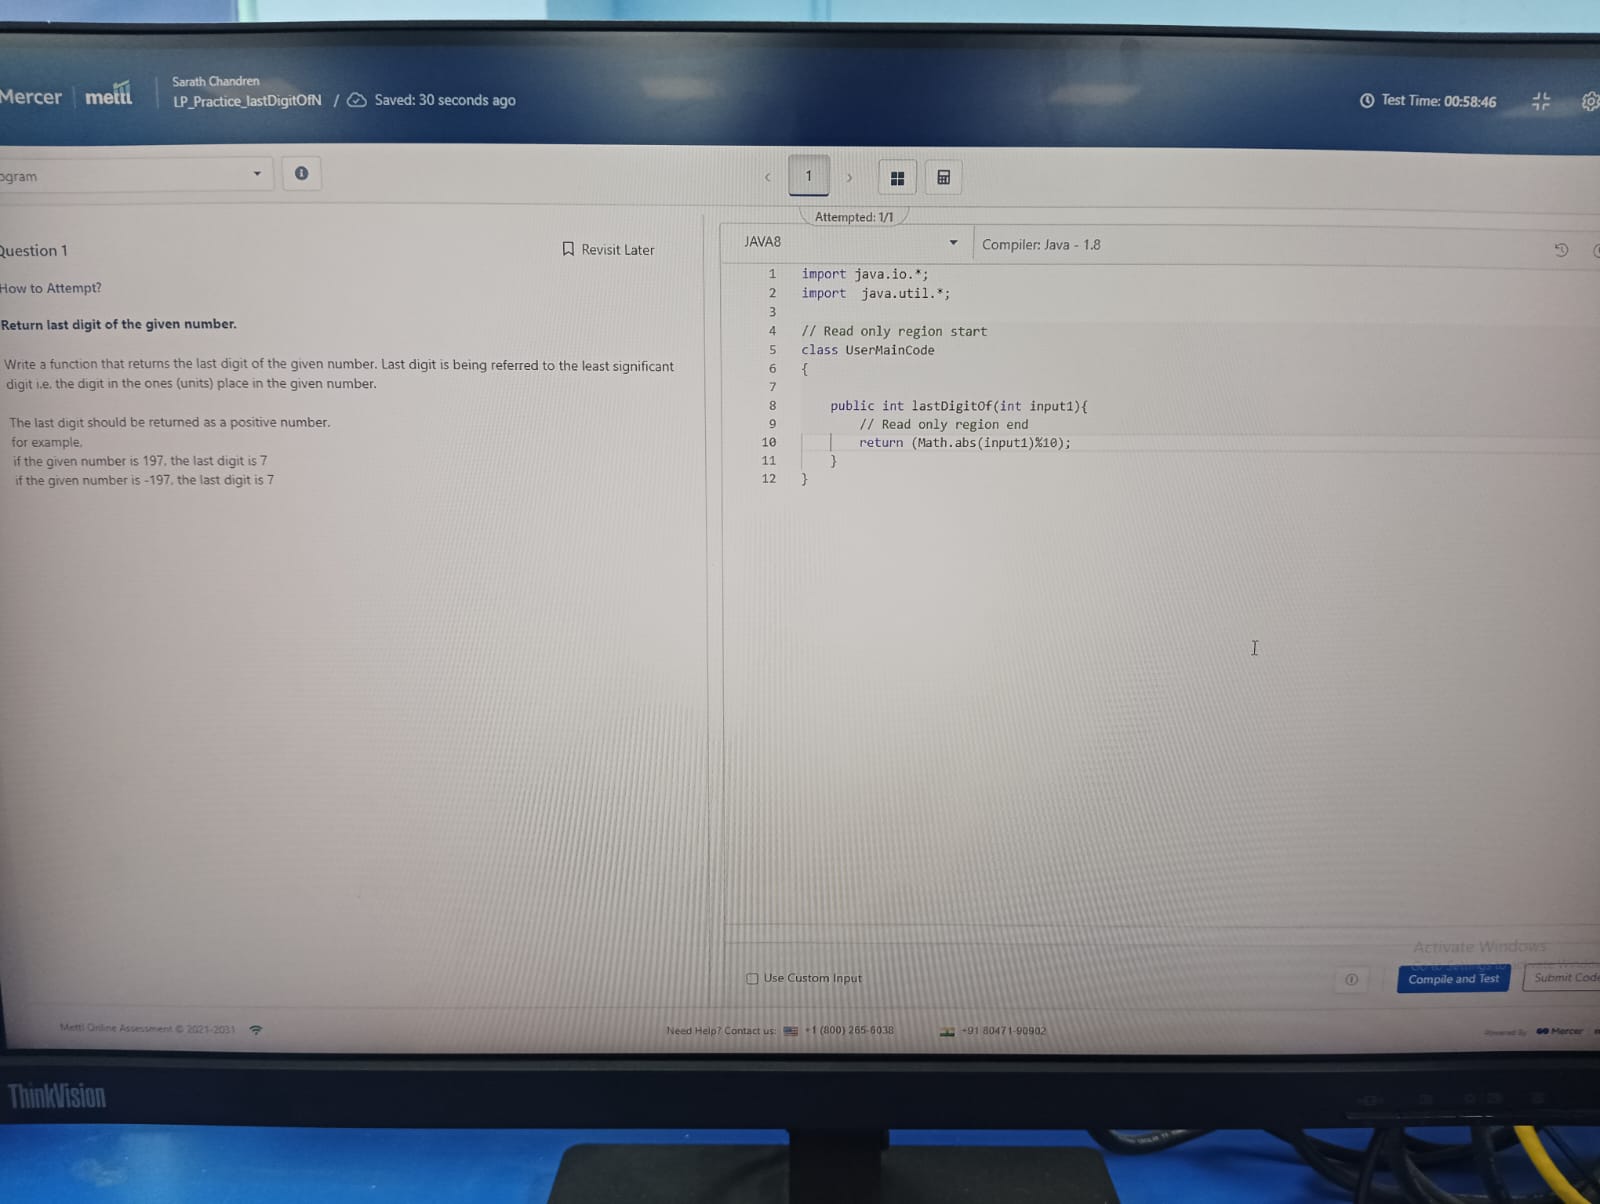 Mercer | mettl
Sarath Chandren
LP_Practice_lastDigitOfN / Saved: 30 seconds ago
Test Time: 00:58:46
ogram
1
Attempted: 1/1
Question 1
Revisit Later
JAVA8
Compiler: Java - 1.8
How to Attempt?
Return last digit of the given number.
Write a function that returns the last digit of the given number. Last digit is being referred to the least significant
digit i.e. the digit in the ones (units) place in the given number.
The last digit should be returned as a positive number.
for example,
if the given number is 197, the last digit is 7
if the given number is -197, the last digit is 7
1 import java.io.*;
2 import  java.util.*;
3
4 // Read only region start
5 class UserMainCode
6 {
7
8     public int lastDigitOf(int input1){
9         // Read only region end
10         return (Math.abs(input1)%10);
11     }
12 }
Use Custom Input
Activate Windows
Go to Settings to
Compile and Test
Submit Code
Mettl Online Assessment © 2021-2031
Need Help? Contact us: +1 (800) 265-6038
+91 80471-90902
Powered By Mercer
ThinkVision